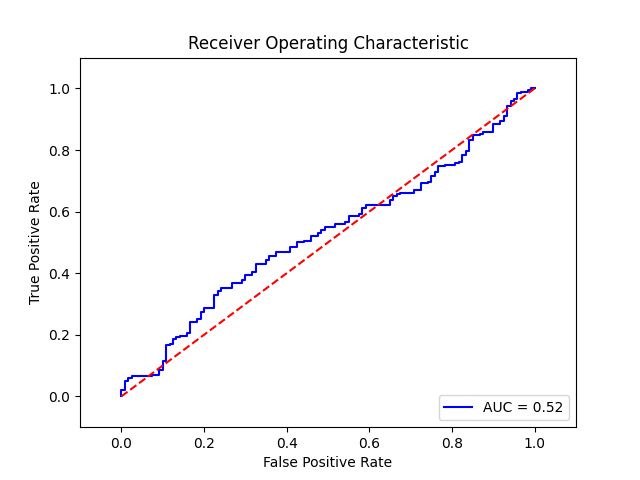 Receiver Operating Characteristic
True Positive Rate
1.0
0.8
0.6
0.4
0.2
0.0
AUC = 0.52
0.0 0.2 0.4 0.6 0.8 1.0
False Positive Rate